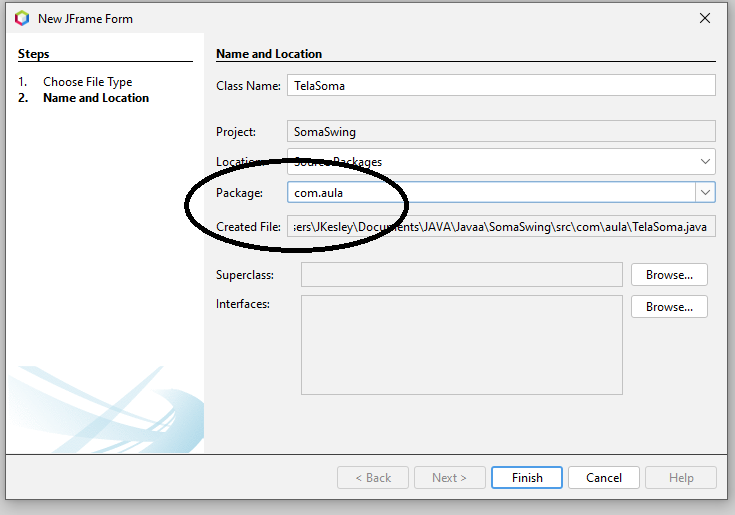 New JFrame Form
Steps
1. Choose File Type
2. Name and Location
Name and Location
Class Name: TelaSoma
Project: SomaSwing
Location: Source Packages
Package: com.aula
Created File: sers\JKesley\Documents\JAVA\Javaa\SomaSwing\src\com\aula\TelaSoma.java
Superclass: Browse...
Interfaces: Browse...
< Back Next > Finish Cancel Help